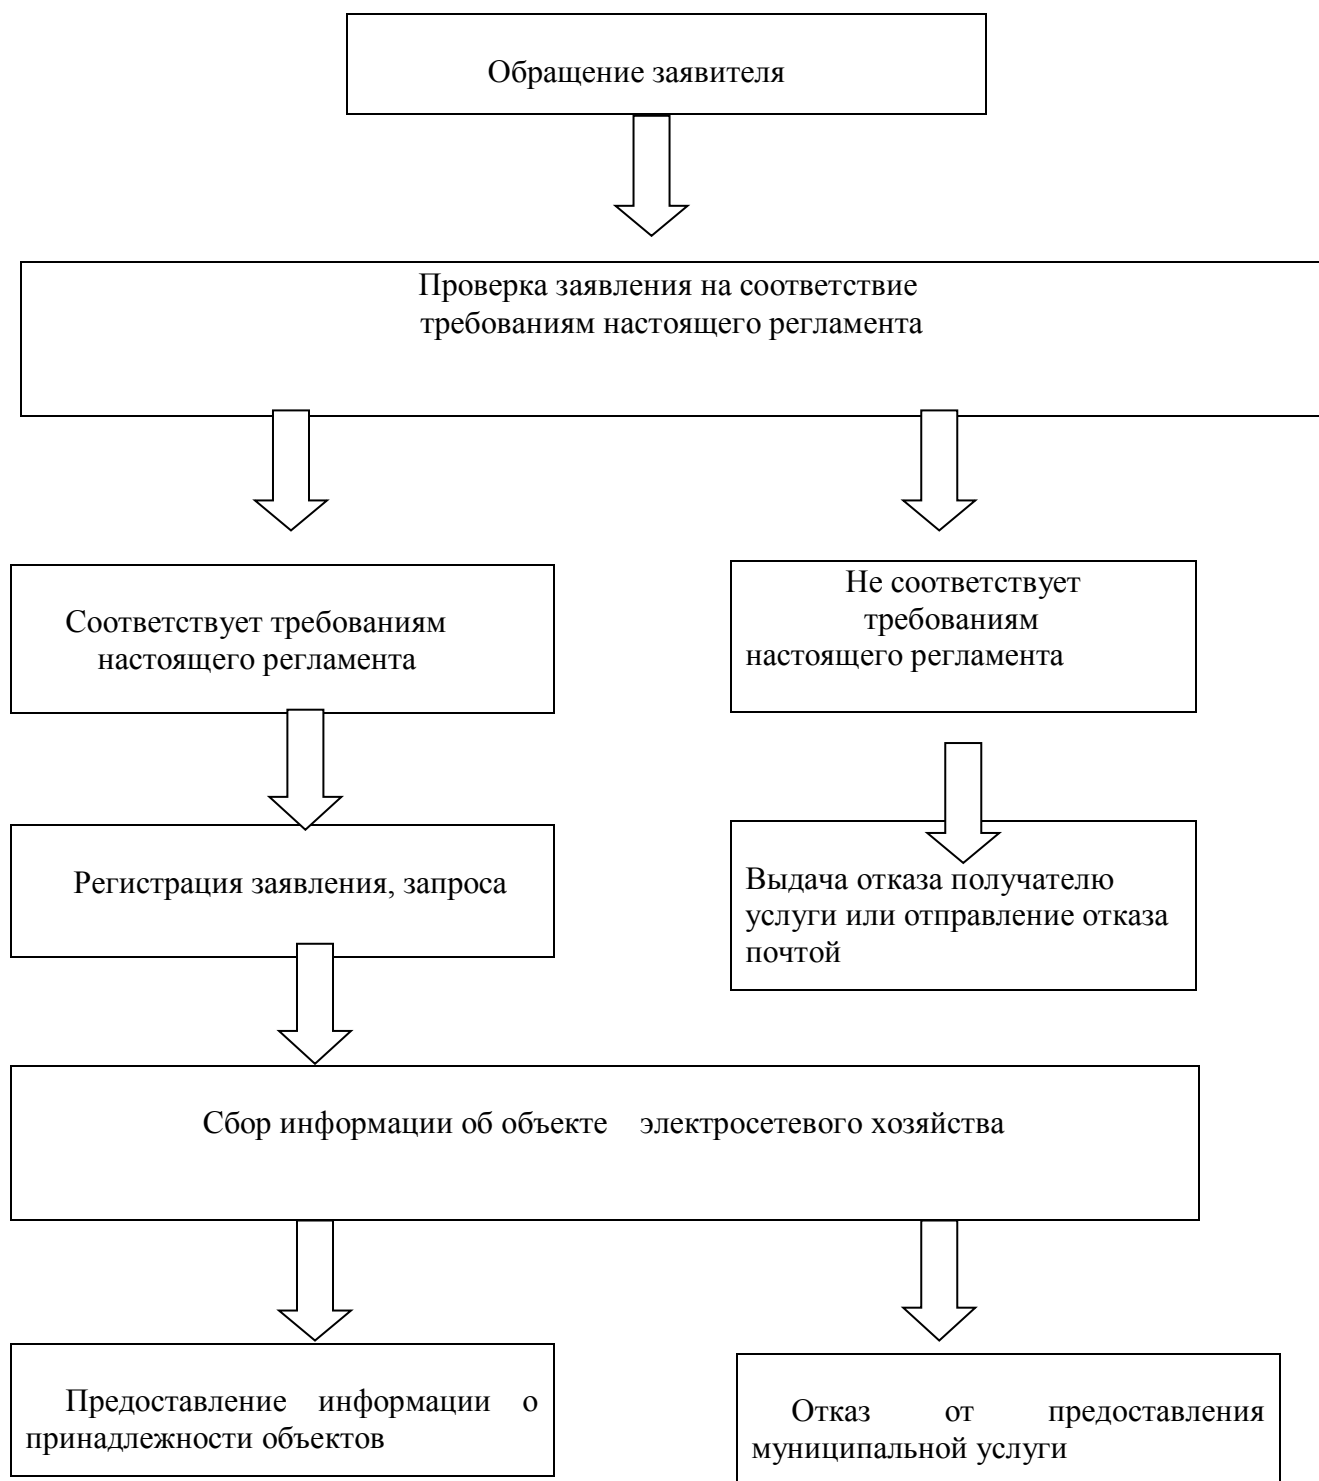 Обращение заявителя
Проверка заявления на соответствие
требованиям настоящего регламента
Соответствует требованиям
настоящего регламента
Не соответствует
требованиям
настоящего регламента
Регистрация заявления, запроса
Выдача отказа получателю
услуги или отправление отказа
почтой
Сбор информации об объекте электросетевого хозяйства
Предоставление информации о
принадлежности объектов
Отказ от предоставления
муниципальной услуги